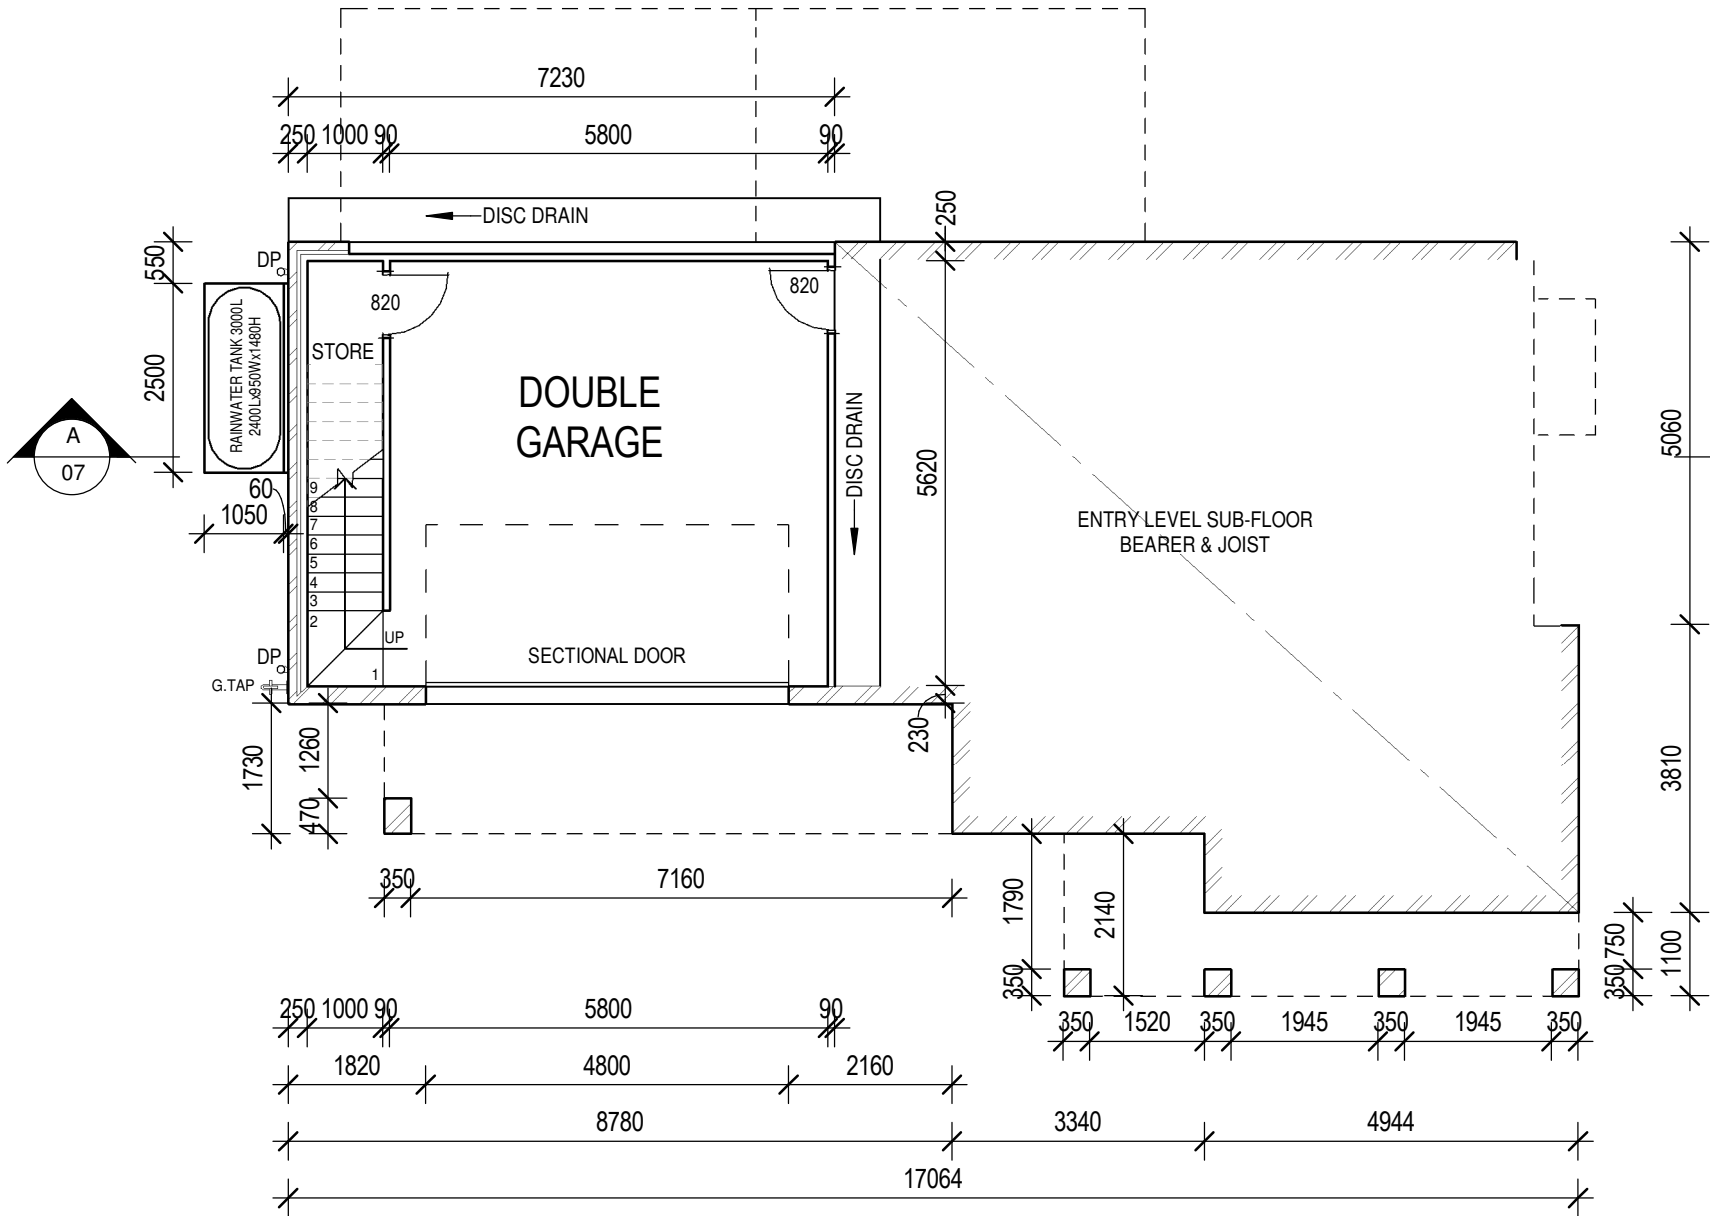 7230
250 1000 90 5800 90
DISC DRAIN
250
550
DP
820
820
RAINWATER TANK 3000L
2400Lx950Wx1480H
2500
STORE
DOUBLE
GARAGE
DISC DRAIN
5060
A
07
60
1050
9
8
7
6
5
4
3
2
1
UP
5620
ENTRY LEVEL SUB-FLOOR
BEARER & JOIST
SECTIONAL DOOR
DP
G.TAP
230
1730
1260
470
3810
350 7160
1790
350
2140
750
350
1100
250 1000 90 5800 90
350 1520 350 1945 350 1945 350
1820 4800 2160
8780 3340 4944
17064